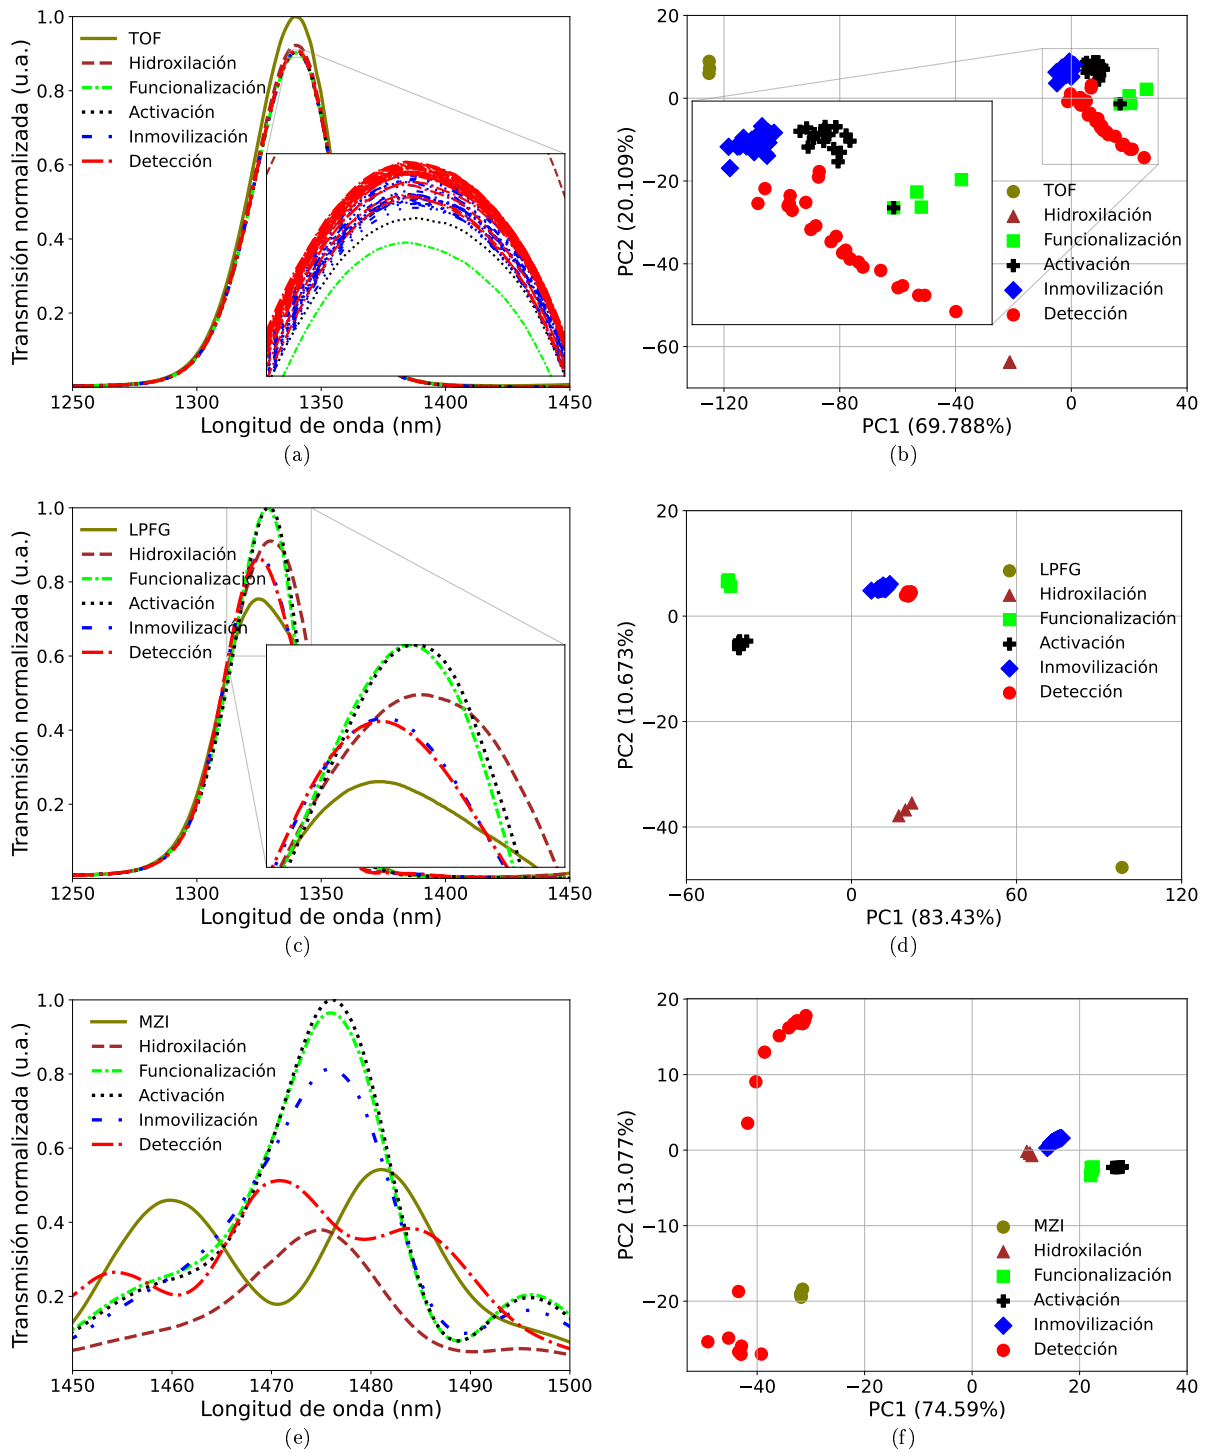 1.0
0.8
0.6
0.4
0.2
Transmisión normalizada (u.a.)
TOF
Hidroxilación
Funcionalización
Activación
Inmovilización
Detección
1250
1300
1350
1400
1450
Longitud de onda (nm)
(a)
20
0
−20
−40
−60
PC2 (20.109%)
TOF
Hidroxilación
Funcionalización
Activación
Inmovilización
Detección
−120
−80
−40
0
40
PC1 (69.788%)
(b)
1.0
0.8
0.6
0.4
0.2
Transmisión normalizada (u.a.)
LPFG
Hidroxilación
Funcionalización
Activación
Inmovilización
Detección
1250
1300
1350
1400
1450
Longitud de onda (nm)
(c)
20
0
−20
−40
PC2 (10.673%)
LPFG
Hidroxilación
Funcionalización
Activación
Inmovilización
Detección
−60
0
60
120
PC1 (83.43%)
(d)
1.0
0.8
0.6
0.4
0.2
Transmisión normalizada (u.a.)
MZI
Hidroxilación
Funcionalización
Activación
Inmovilización
Detección
1450
1460
1470
1480
1490
1500
Longitud de onda (nm)
(e)
20
10
0
−10
−20
PC2 (13.077%)
MZI
Hidroxilación
Funcionalización
Activación
Inmovilización
Detección
−40
−20
0
20
40
PC1 (74.59%)
(f)